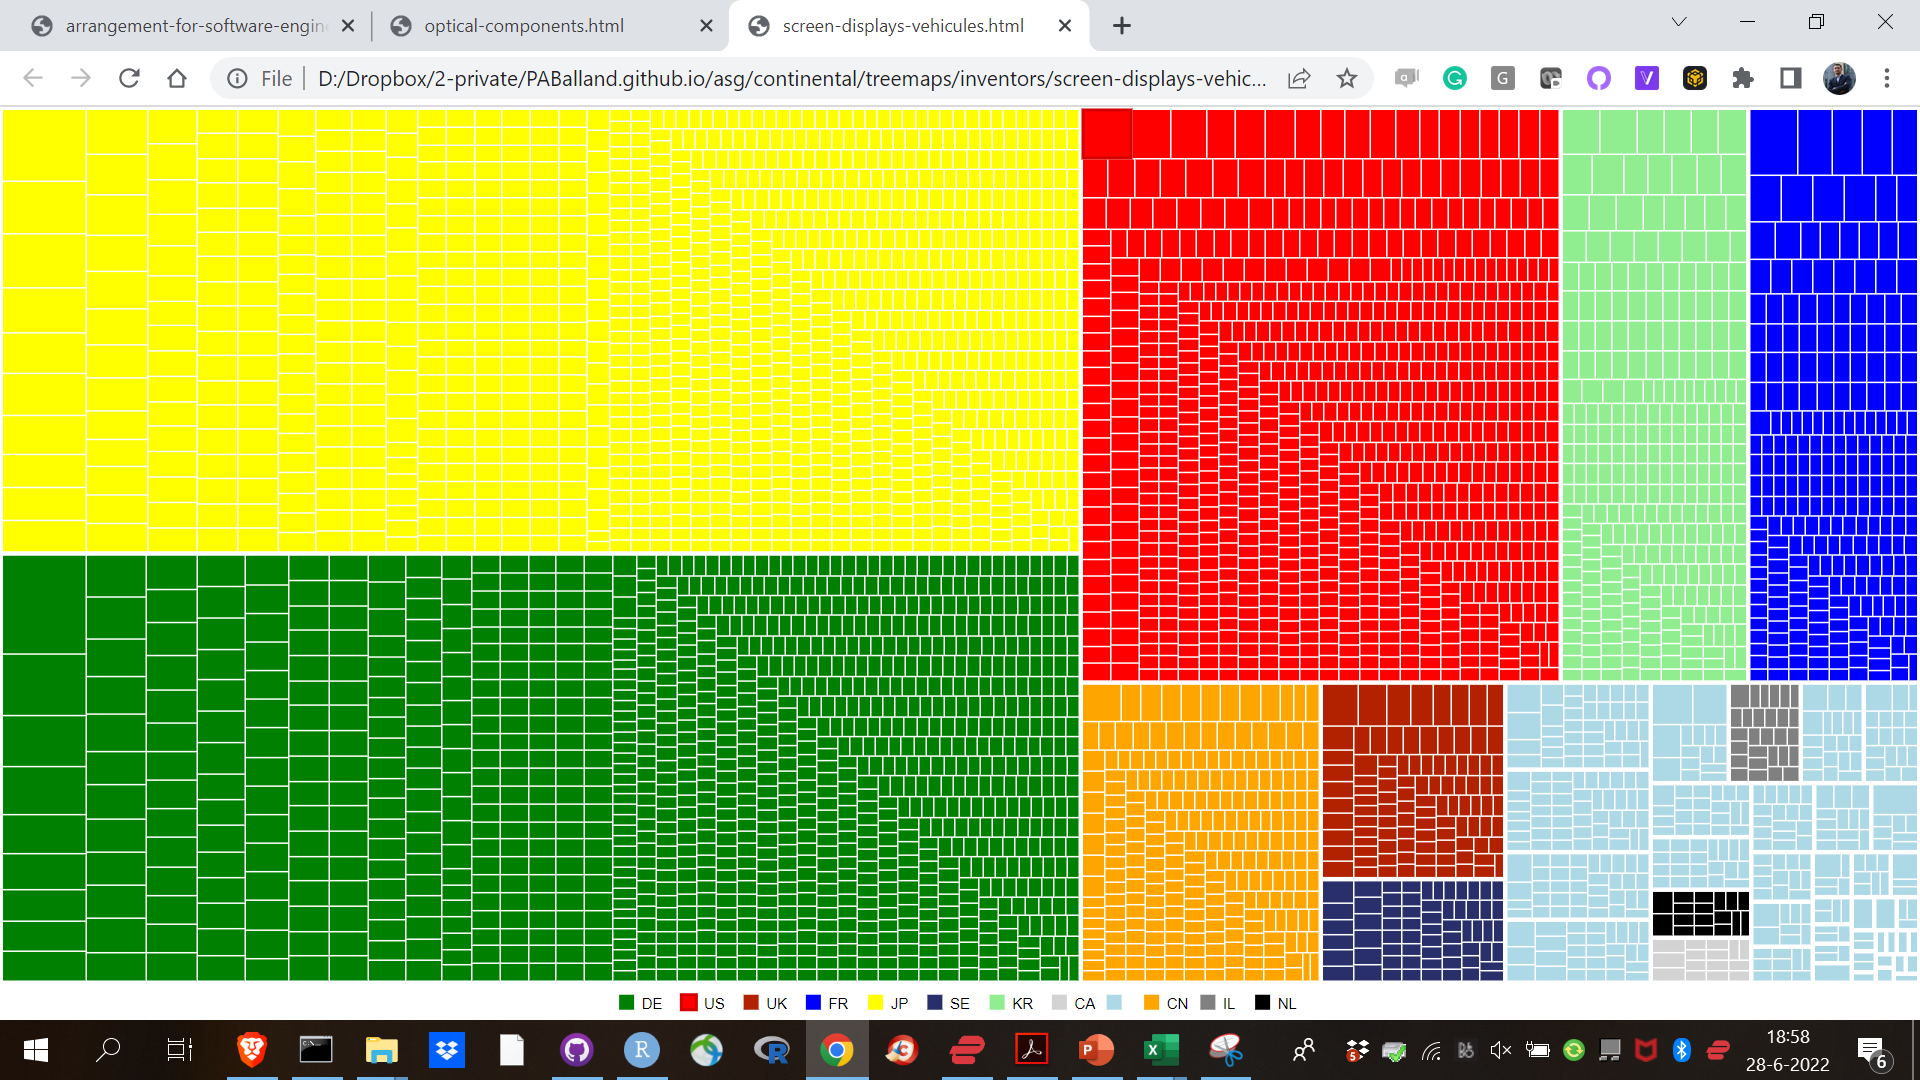 arrangement-for-software-engin
optical-components.html
screen-displays-vehicules.html
File
D:/Dropbox/2-private/PABalland.github.io/asg/continental/treemaps/inventors/screen-displays-vehic...
DE US UK FR JP SE KR CA CN IL NL
18:58
28-6-2022
6